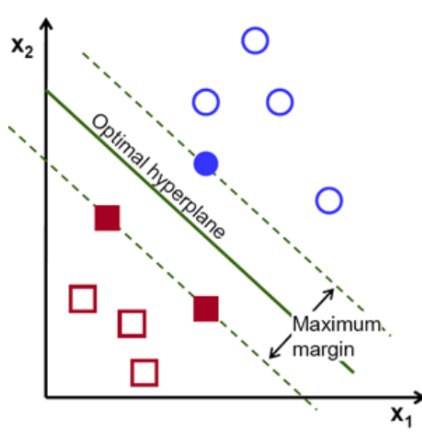 x2
Optimal hyperplane
Maximum
margin
x1